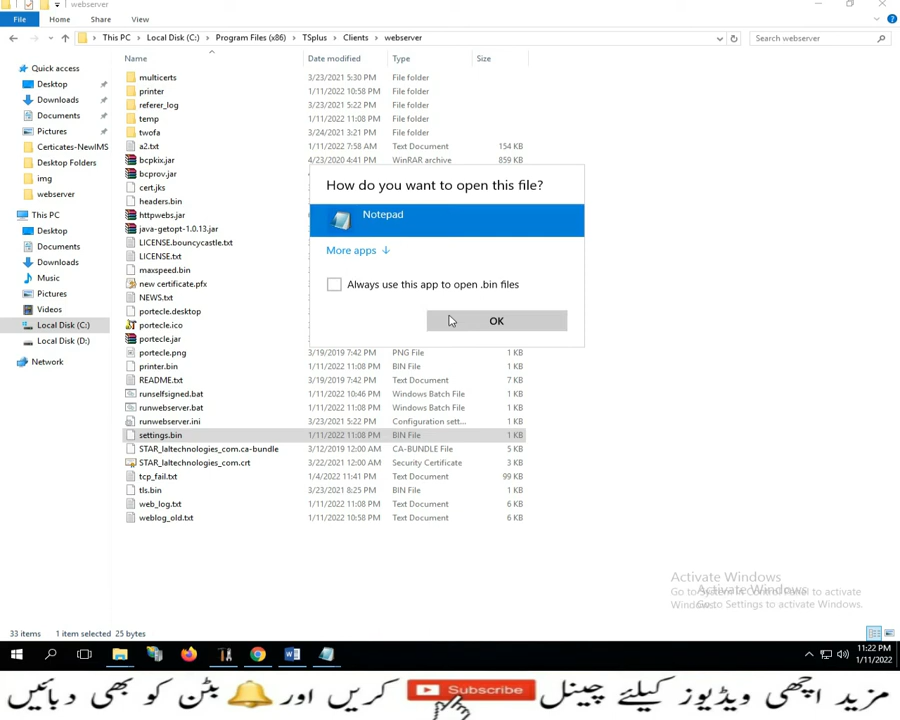 webserver
File Home Share View
This PC > Local Disk (C:) > Program Files (x86) > TSplus > Clients > webserver
Search webserver
Name Date modified Type Size
Quick access
Desktop
Downloads
Documents
Pictures
Certicates-NewIMS
Desktop Folders
img
webserver
This PC
Desktop
Documents
Downloads
Music
Pictures
Videos
Local Disk (C:)
Local Disk (D:)
Network
multicerts 3/23/2021 5:30 PM File folder
printer 1/11/2022 10:58 PM File folder
referer_log 3/23/2021 5:22 PM File folder
temp 1/11/2022 11:08 PM File folder
twofa 3/24/2021 3:21 PM File folder
a2.txt 1/11/2022 7:58 AM Text Document 154 KB
bcpkix.jar 4/23/2020 4:41 PM WinRAR archive 859 KB
bcprov.jar
cert.jks
headers.bin
httpwebs.jar
java-getopt-1.0.13.jar
LICENSE.bouncycastle.txt
LICENSE.txt
maxspeed.bin
new certificate.pfx
NEWS.txt
portecle.desktop
portecle.ico
portecle.jar
portecle.png 3/19/2019 7:42 PM PNG File 1 KB
printer.bin 1/11/2022 11:08 PM BIN File 1 KB
README.txt 3/19/2019 7:42 PM Text Document 7 KB
runselfsigned.bat 1/11/2022 10:46 PM Windows Batch File 1 KB
runwebserver.bat 1/11/2022 11:08 PM Windows Batch File 1 KB
runwebserver.ini 3/23/2021 5:22 PM Configuration sett... 1 KB
settings.bin 1/11/2022 11:08 PM BIN File 1 KB
STAR_laltechnologies_com.ca-bundle 3/12/2019 12:00 AM CA-BUNDLE File 5 KB
STAR_laltechnologies_com.crt 3/22/2021 12:00 AM Security Certificate 3 KB
tcp_fail.txt 1/4/2022 11:41 PM Text Document 99 KB
tls.bin 3/23/2021 8:25 PM BIN File 1 KB
web_log.txt 1/11/2022 11:08 PM Text Document 6 KB
weblog_old.txt 1/11/2022 10:58 PM Text Document 6 KB
How do you want to open this file?
Notepad
More apps
Always use this app to open .bin files
OK
Activate Windows
Activate Windows
Go to System in Control Panel to activate
Windows.
Go to Settings to activate Windows.
33 items 1 item selected 25 bytes
11:22 PM
1/11/2022
مزید اچھی ویڈیوز کیلئے چینل Subscribe کریں اور بٹن کو بھی دبائیں